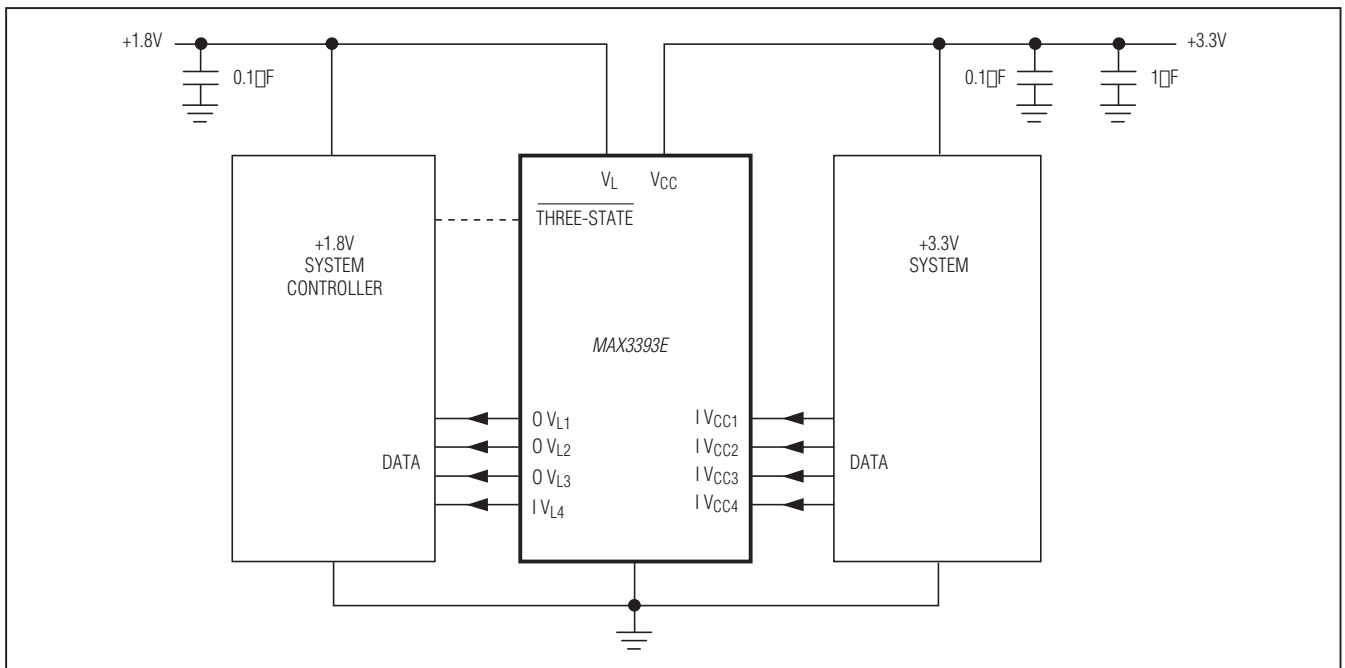 +1.8V
0.1▯F
+3.3V
0.1▯F
1▯F
VL
VCC
THREE-STATE
+1.8V
SYSTEM
CONTROLLER
DATA
MAX3393E
O VL1
O VL2
O VL3
I VL4
I VCC1
I VCC2
I VCC3
I VCC4
+3.3V
SYSTEM
DATA